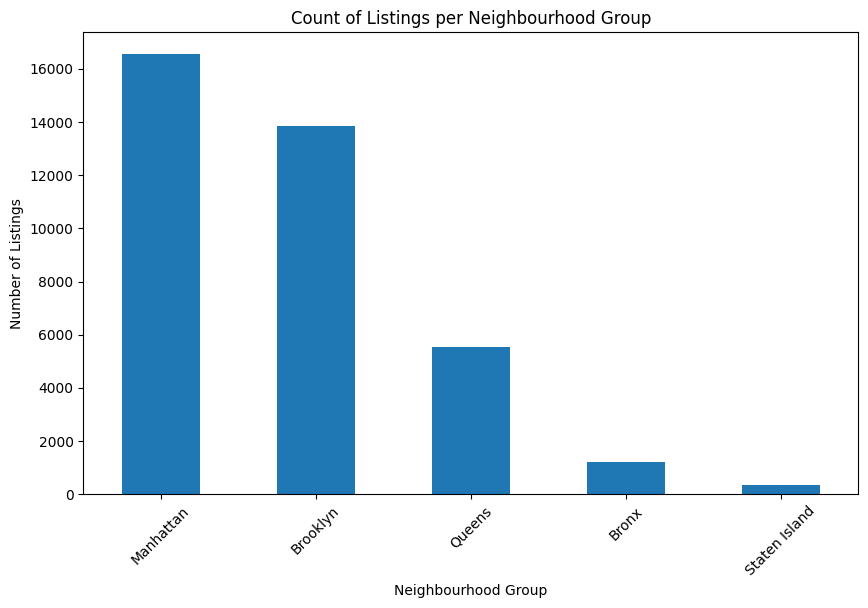 Count of Listings per Neighbourhood Group
16000
14000
12000
10000
8000
6000
4000
2000
0
Number of Listings
Manhattan
Brooklyn
Queens
Bronx
Staten Island
Neighbourhood Group